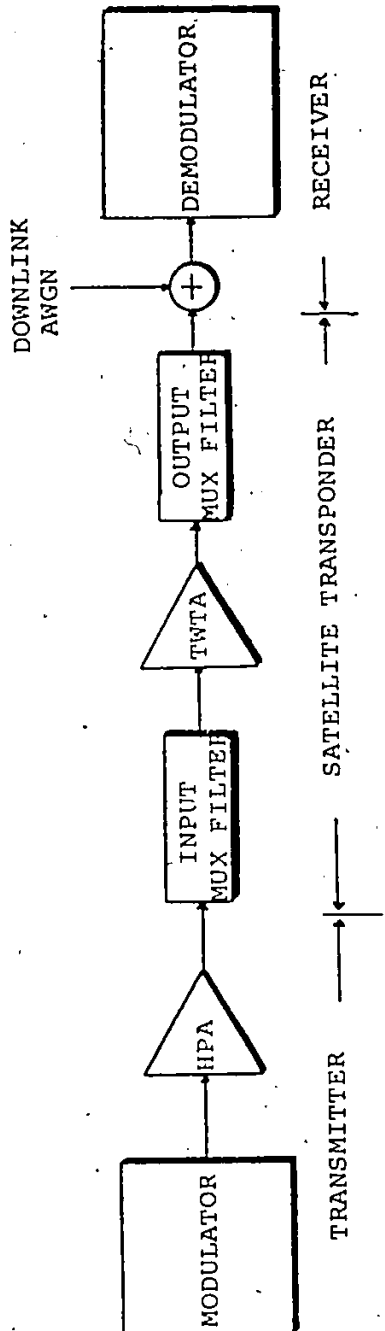 DOWNLINK
AWGN
MODULATOR
HPA
INPUT
MUX FILTER
TWTA
OUTPUT
MUX FILTER
+
DEMODULATOR
TRANSMITTER
SATELLITE TRANSPONDER
RECEIVER